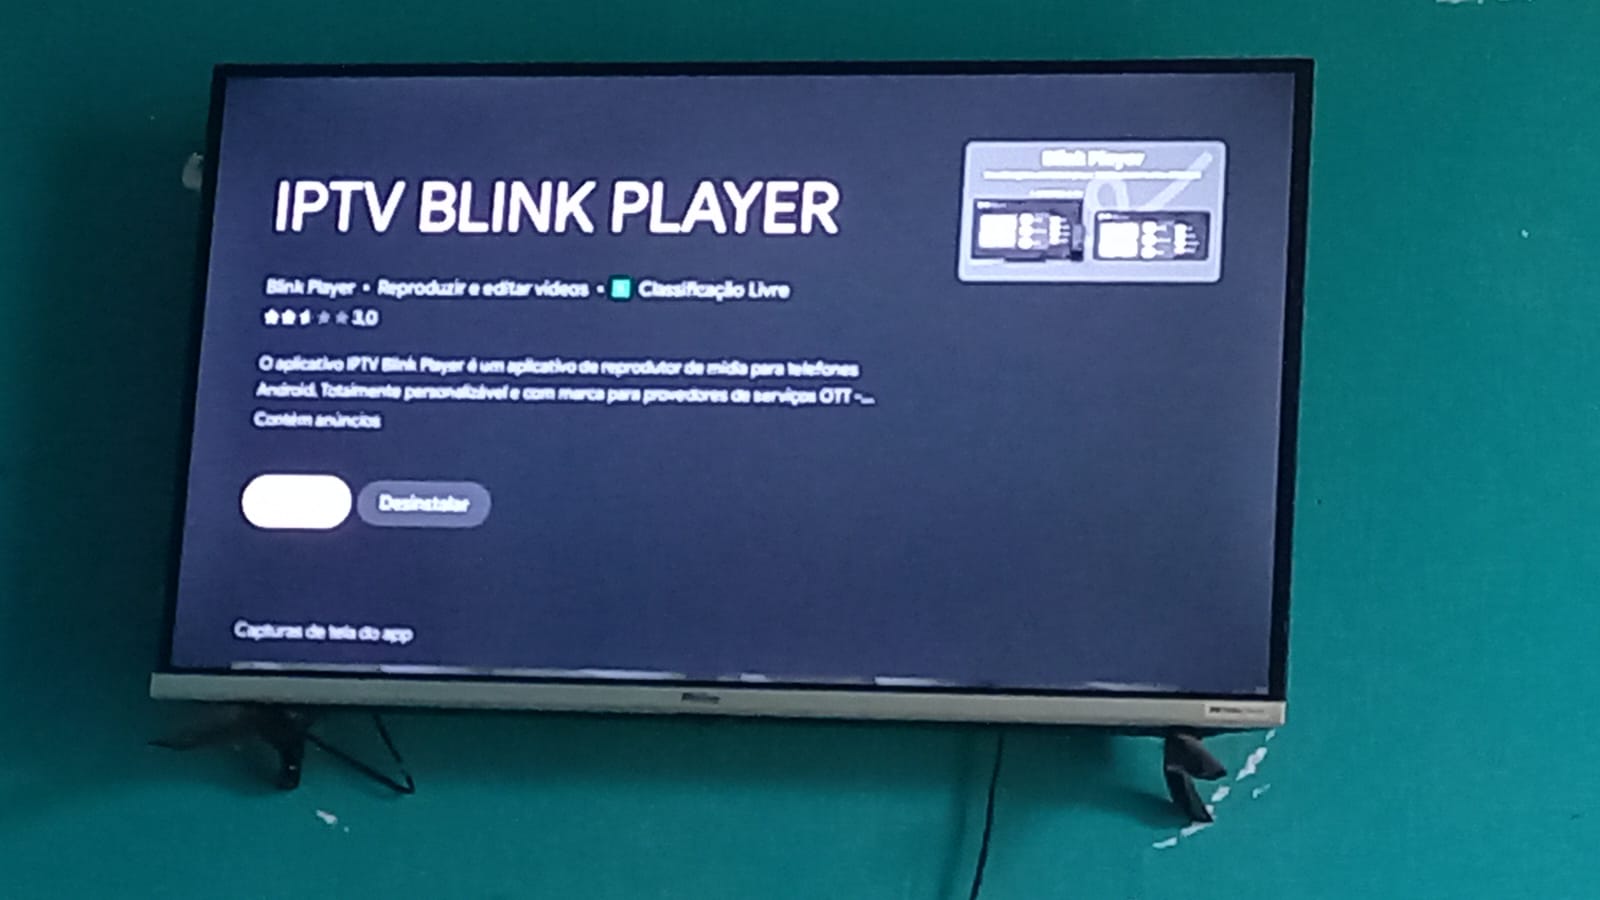 IPTV BLINK PLAYER
Blink Player
Blink Player • Reproduzir e editar vídeos • Classificação Livre
3,0
O aplicativo IPTV Blink Player é um aplicativo de reprodutor de mídia para telefones
Android. Totalmente personalizável e com marca para provedores de serviços OTT -...
Contém anúncios
Desinstalar
Capturas de tela do app